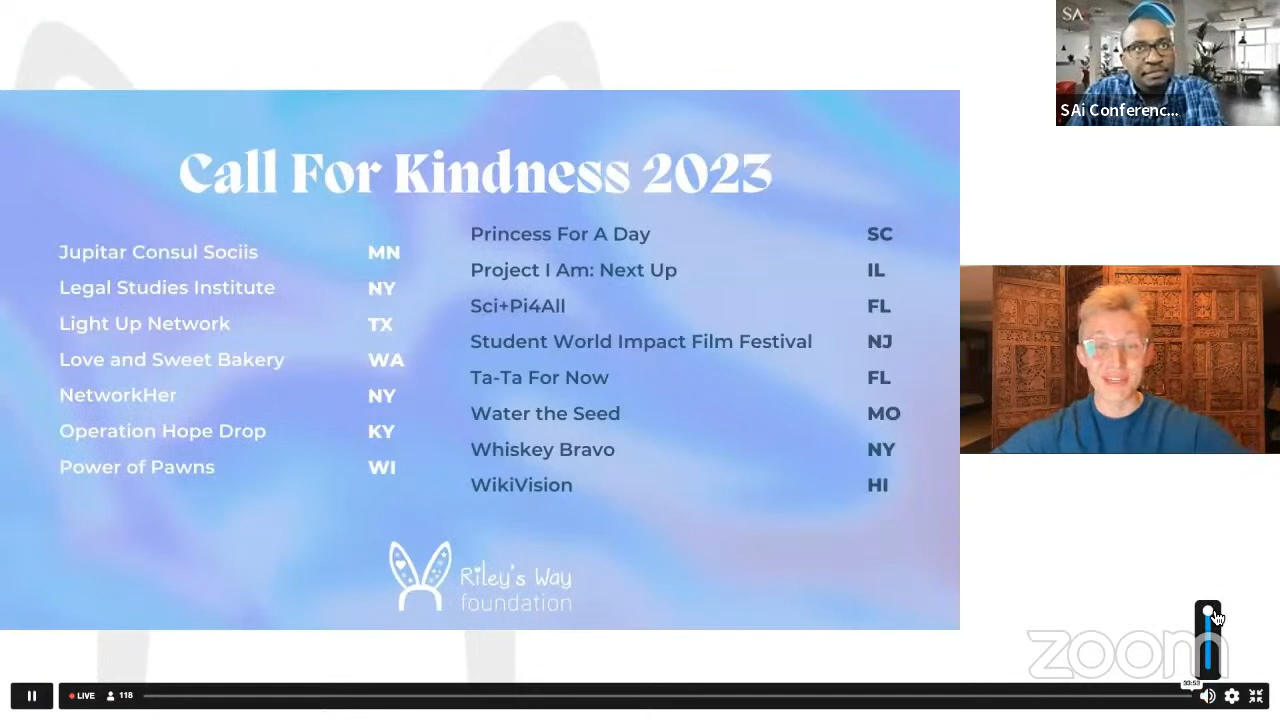 SA
SAi Conferenc...
Call For Kindness 2023
Jupitar Consul Sociis MN
Legal Studies Institute NY
Light Up Network TX
Love and Sweet Bakery WA
NetworkHer NY
Operation Hope Drop KY
Power of Pawns WI
Princess For A Day SC
Project I Am: Next Up IL
Sci+Pi4All FL
Student World Impact Film Festival NJ
Ta-Ta For Now FL
Water the Seed MO
Whiskey Bravo NY
WikiVision HI
Riley's Way
foundation
zoom
LIVE 118
33:53